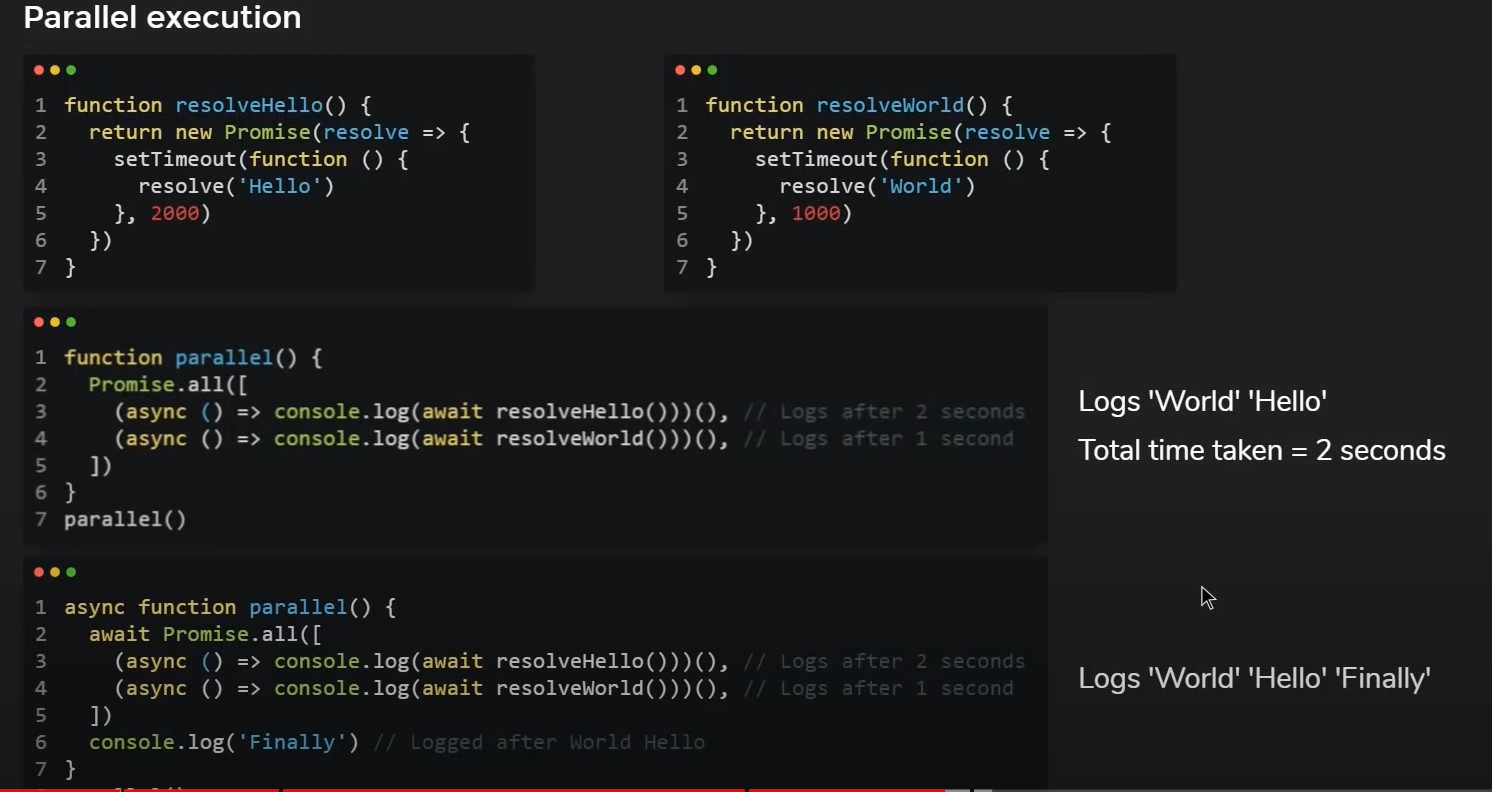 Parallel execution
1 function resolveHello() {
2   return new Promise(resolve => {
3     setTimeout(function () {
4       resolve('Hello')
5     }, 2000)
6   })
7 }
1 function resolveWorld() {
2   return new Promise(resolve => {
3     setTimeout(function () {
4       resolve('World')
5     }, 1000)
6   })
7 }
1 function parallel() {
2   Promise.all([
3     (async () => console.log(await resolveHello()))(), // Logs after 2 seconds
4     (async () => console.log(await resolveWorld()))(), // Logs after 1 second
5   ])
6 }
7 parallel()
Logs 'World' 'Hello'
Total time taken = 2 seconds
1 async function parallel() {
2   await Promise.all([
3     (async () => console.log(await resolveHello()))(), // Logs after 2 seconds
4     (async () => console.log(await resolveWorld()))(), // Logs after 1 second
5   ])
6   console.log('Finally') // Logged after World Hello
7 }
Logs 'World' 'Hello' 'Finally'